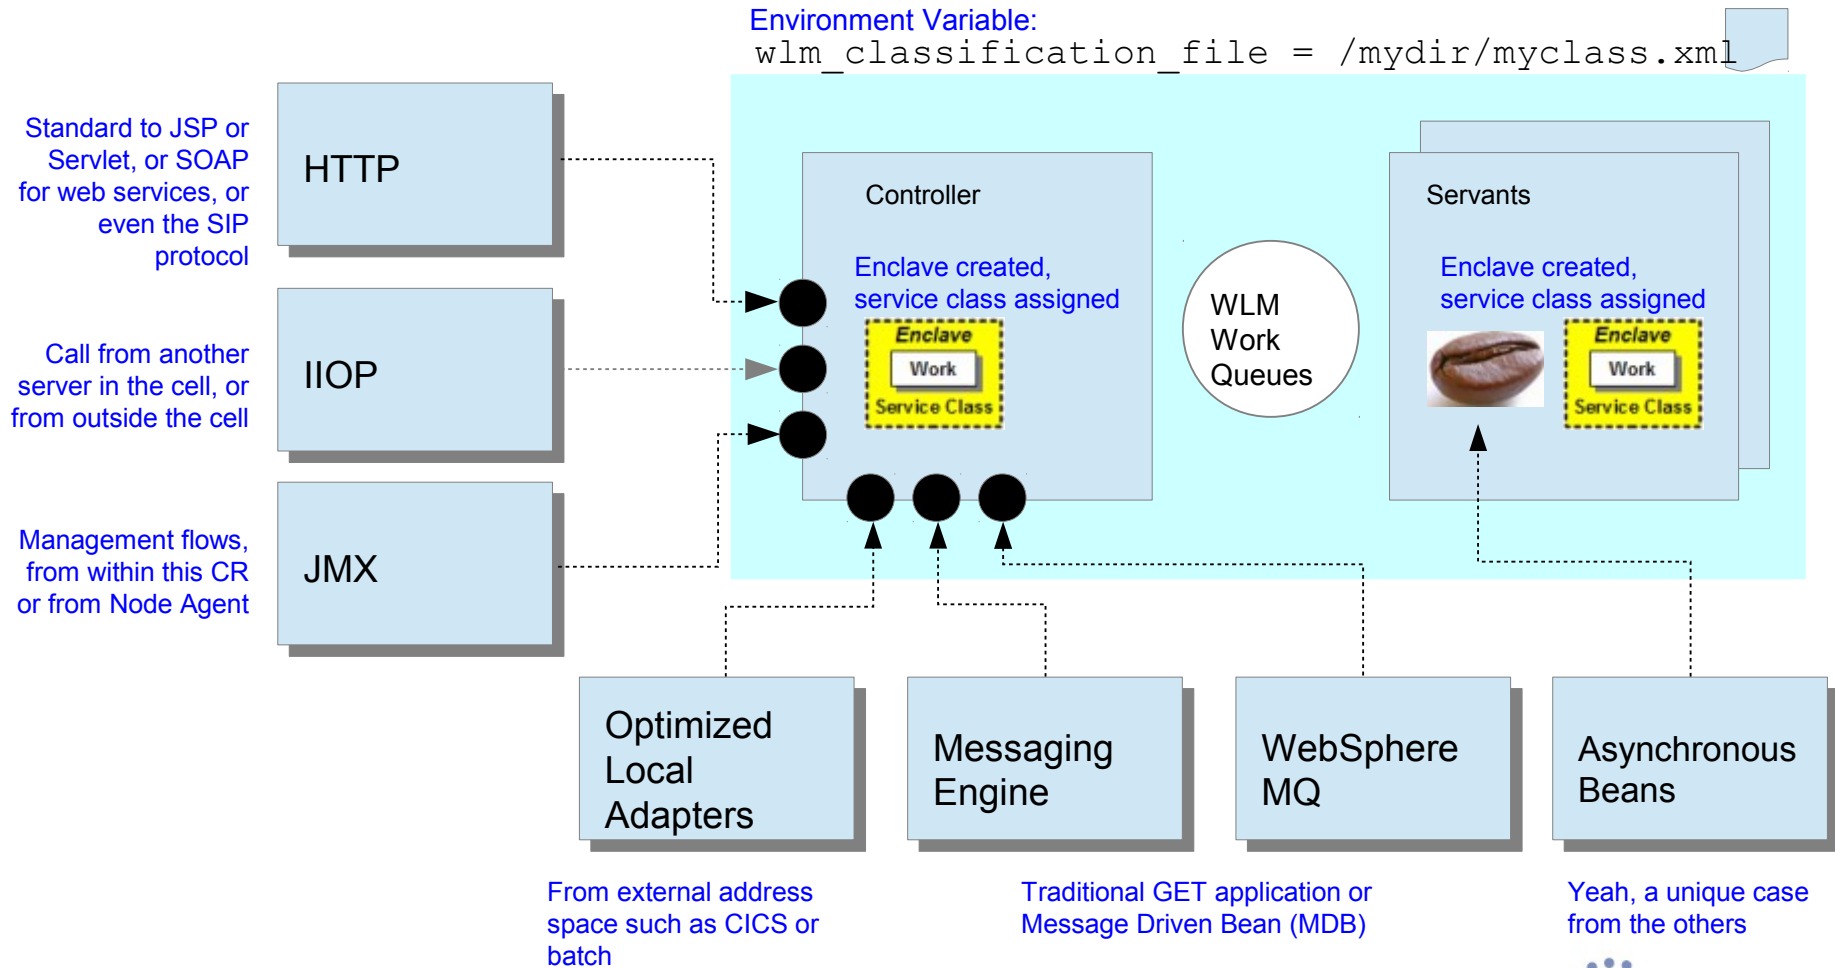 Environment Variable:
wlm_classification_file = /mydir/myclass.xml
Standard to JSP or
Servlet, or SOAP
for web services, or
even the SIP
protocol
HTTP
Call from another
server in the cell, or
from outside the cell
IIOP
Management flows,
from within this CR
or from Node Agent
JMX
Controller
Enclave created,
service class assigned
Enclave
Work
Service Class
WLM
Work
Queues
Servants
Enclave created,
service class assigned
Enclave
Work
Service Class
Optimized
Local
Adapters
From external address
space such as CICS or
batch
Messaging
Engine
WebSphere
MQ
Traditional GET application or
Message Driven Bean (MDB)
Asynchronous
Beans
Yeah, a unique case
from the others